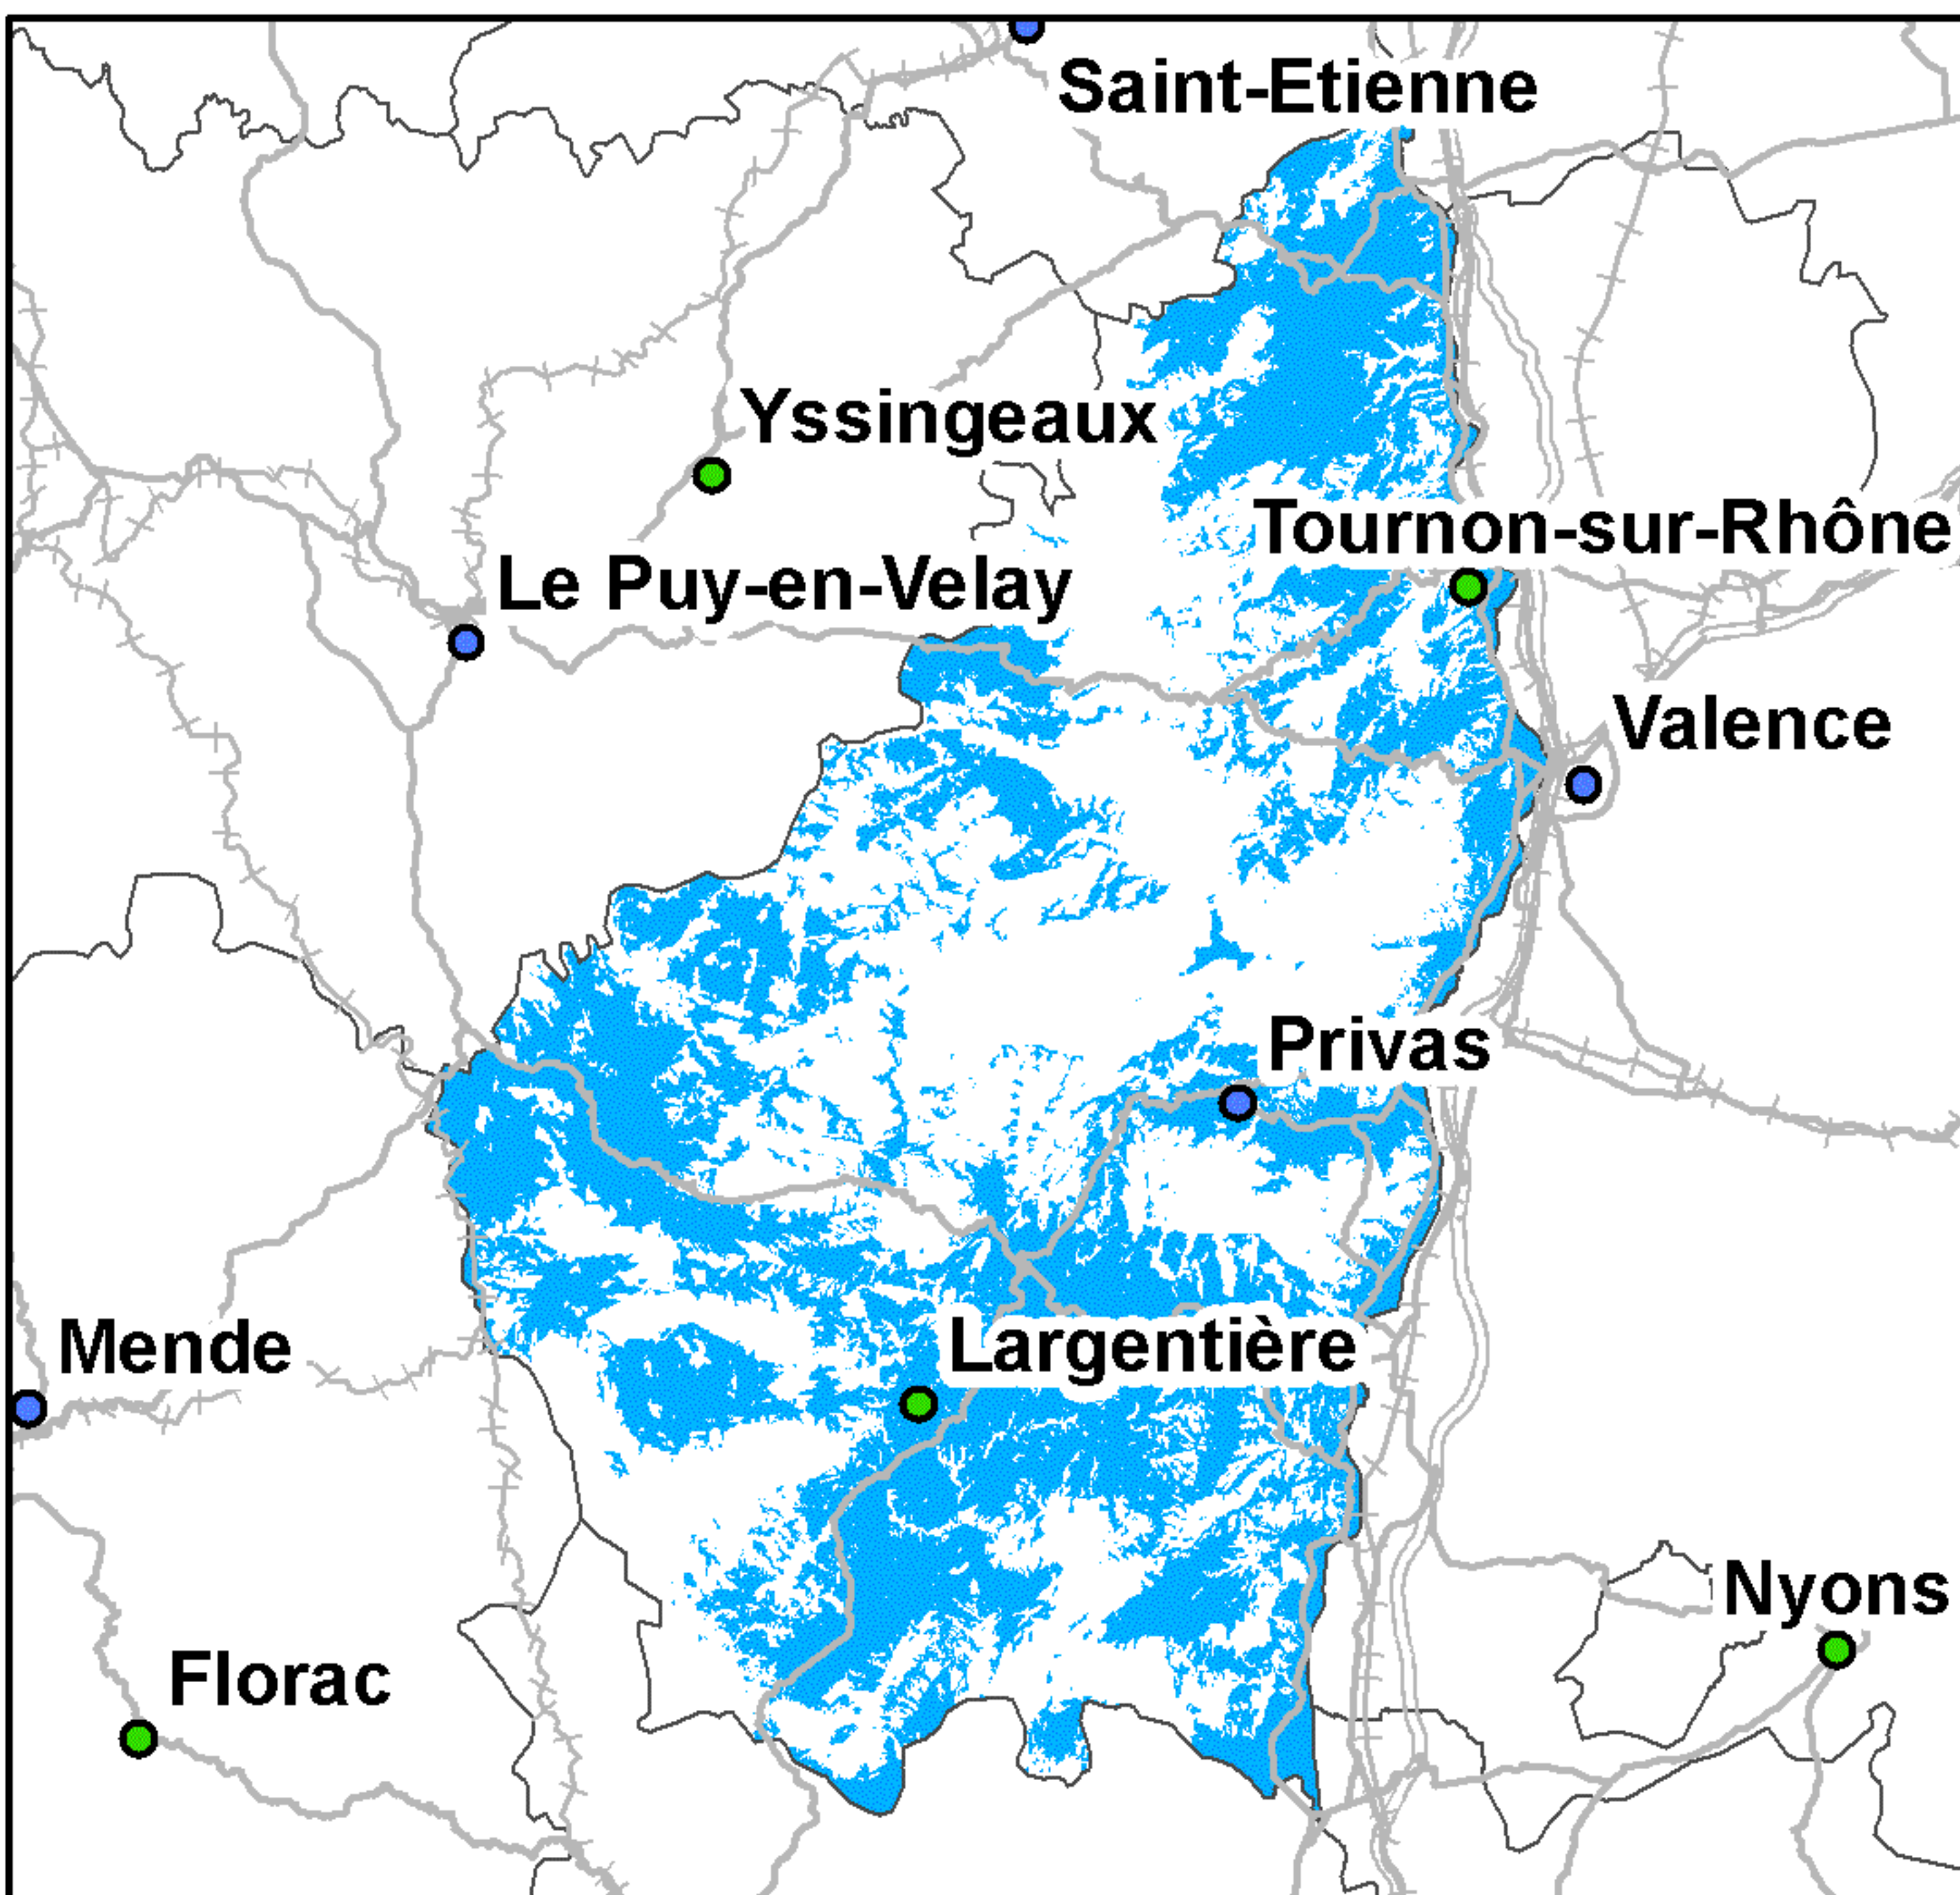 Saint-Etienne
Yssingeaux
Tournon-sur-Rhône
Le Puy-en-Velay
Valence
Privas
Largentière
Mende
Nyons
Florac